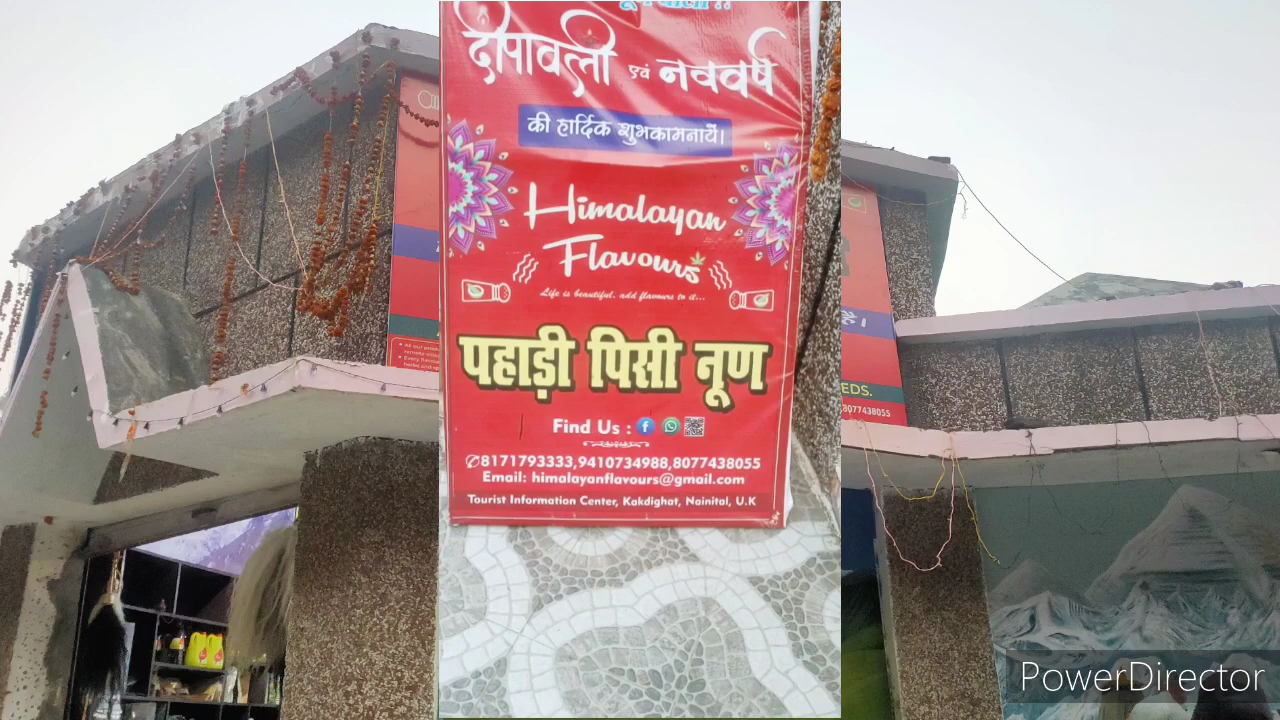 दीपावली एवं नववर्ष
की हार्दिक शुभकामनायें।
Himalayan
Flavours
Life is beautiful, add flavours to it...
पहाड़ी पिसी नूण
Find Us :
✆8171793333,9410734988,8077438055
Email: himalayanflavours@gmail.com
Tourist Information Center, Kakdighat, Nainital, U.K
EDS.
8077438055
PowerDirector